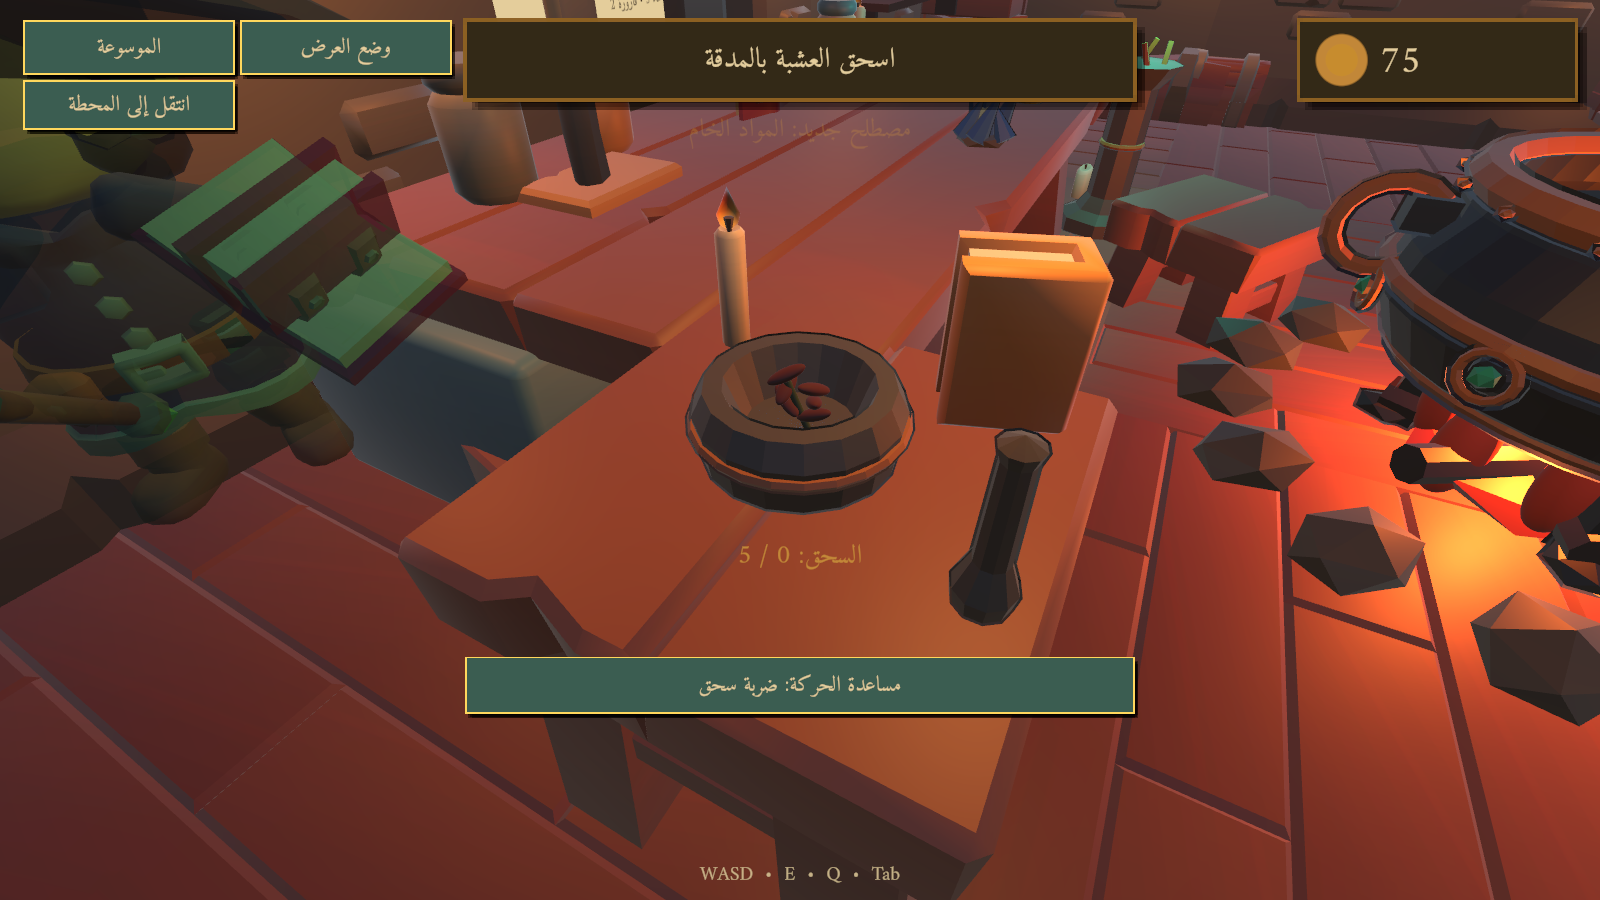 وضع العرض
الموسوعة
انتقل إلى المحطة
اسحق العشبة بالمدقة
75
مصطلح جديد: المواد الخام
السحق: 0 / 5
مساعدة الحركة: ضربة سحق
WASD • E • Q • Tab